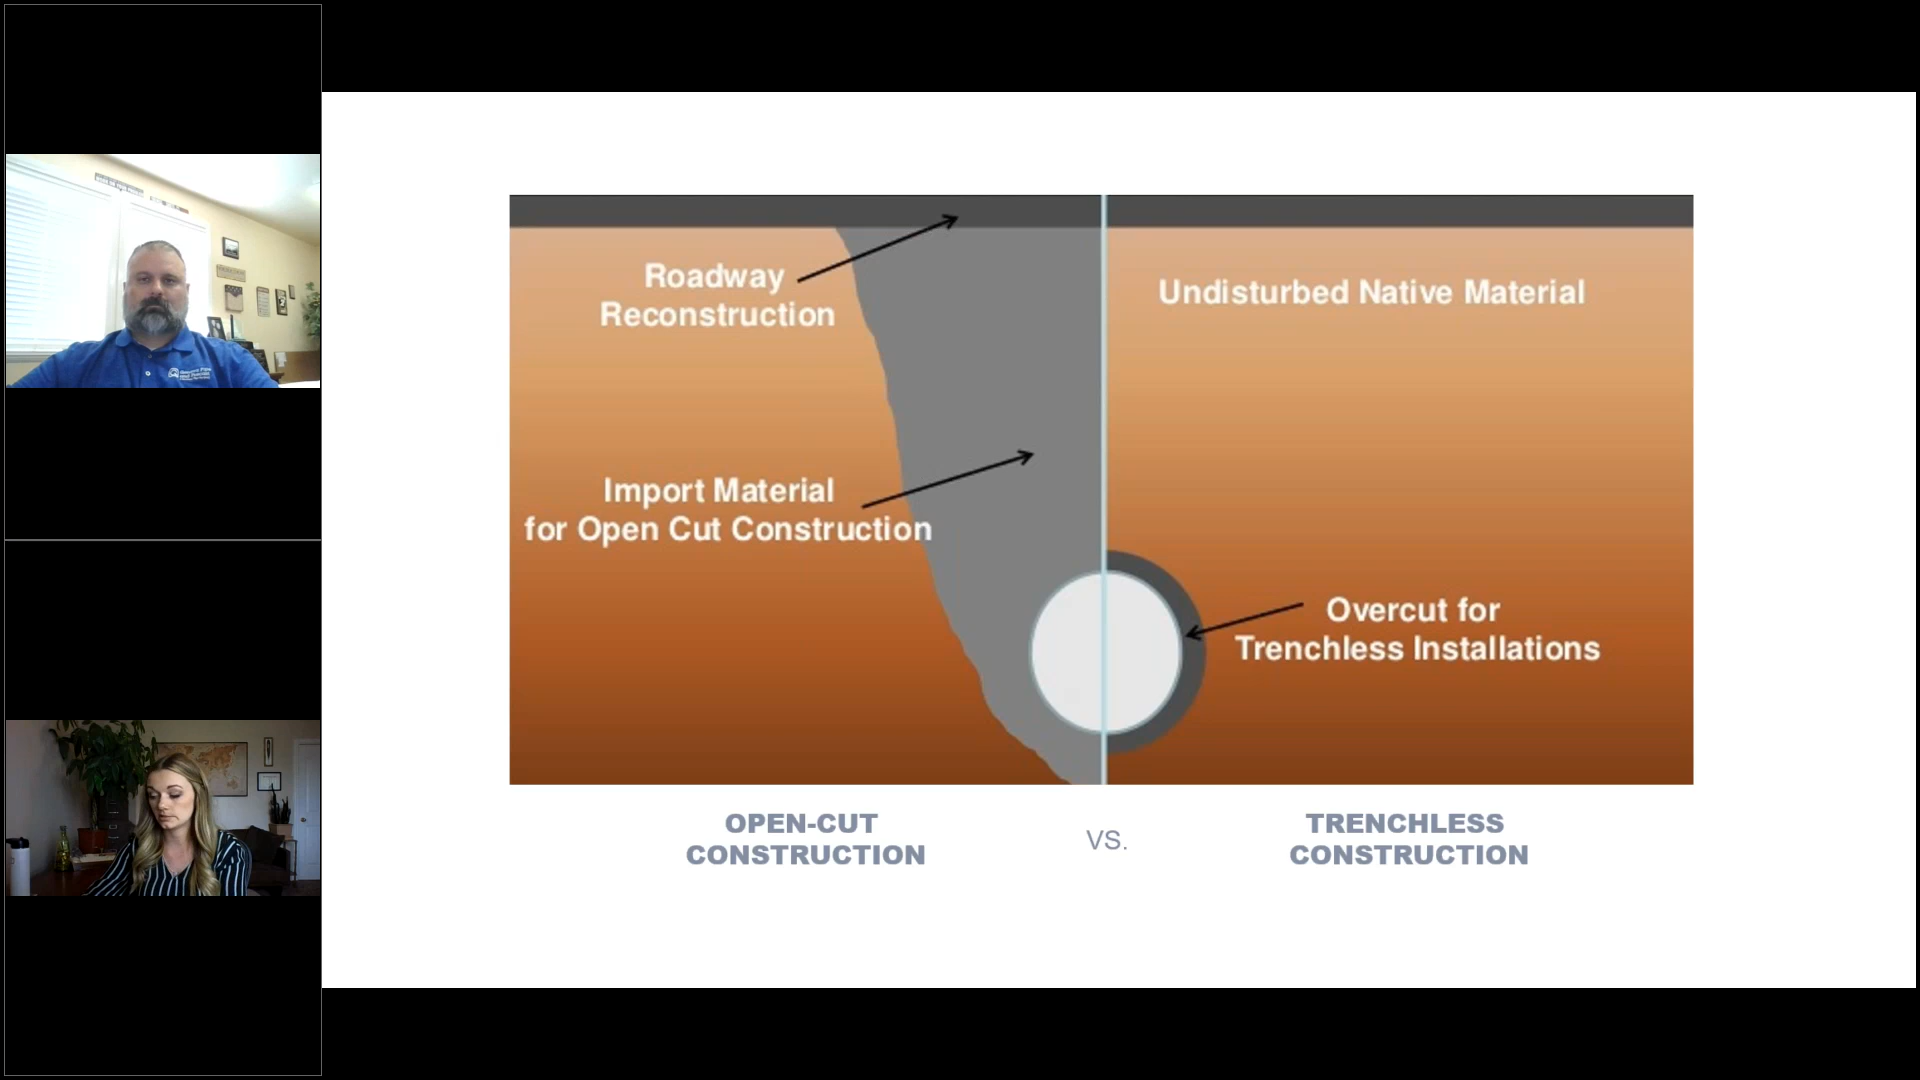 Roadway
Reconstruction
Undisturbed Native Material
Import Material
for Open Cut Construction
Overcut for
Trenchless Installations
OPEN-CUT
CONSTRUCTION
VS.
TRENCHLESS
CONSTRUCTION